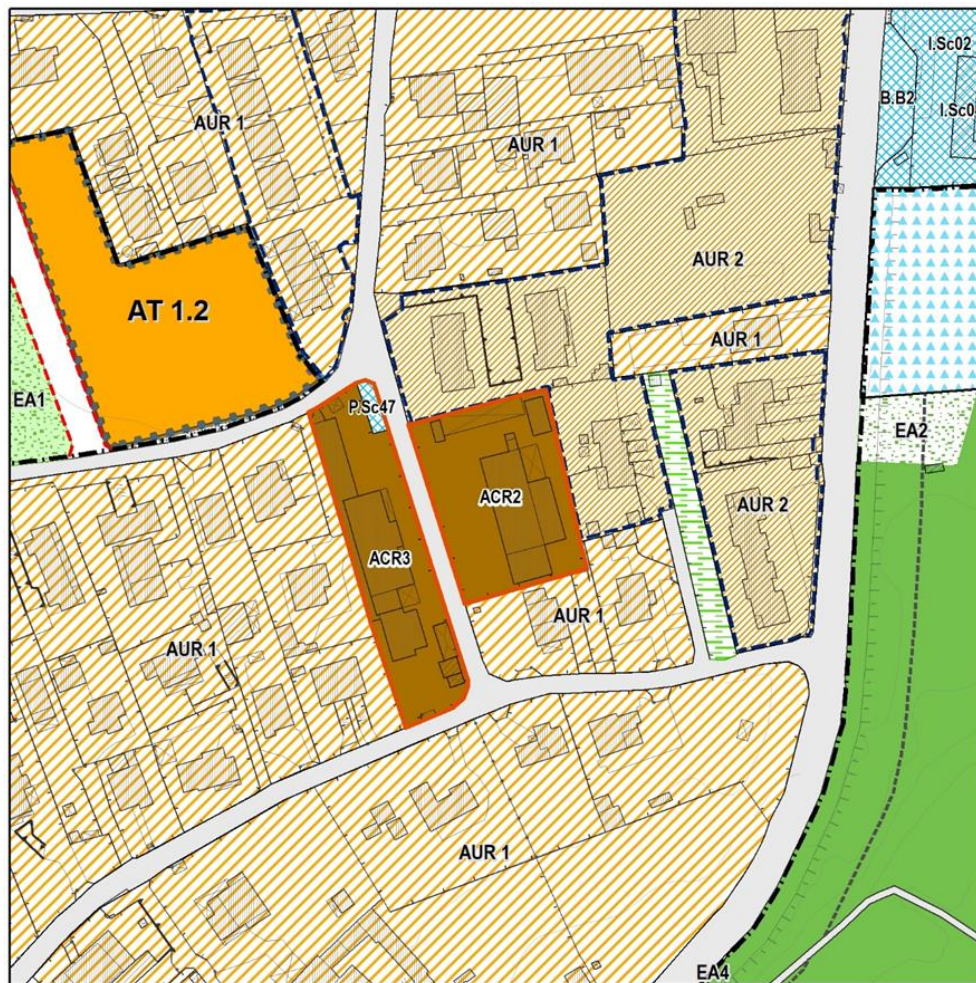 I.Sc02
B.B2
I.Sc0
AUR 1
AUR 1
AUR 2
AT 1.2
AUR 1
EA1
P.Sc47
EA2
ACR2
AUR 2
ACR3
AUR 1
AUR 1
AUR 1
EA4